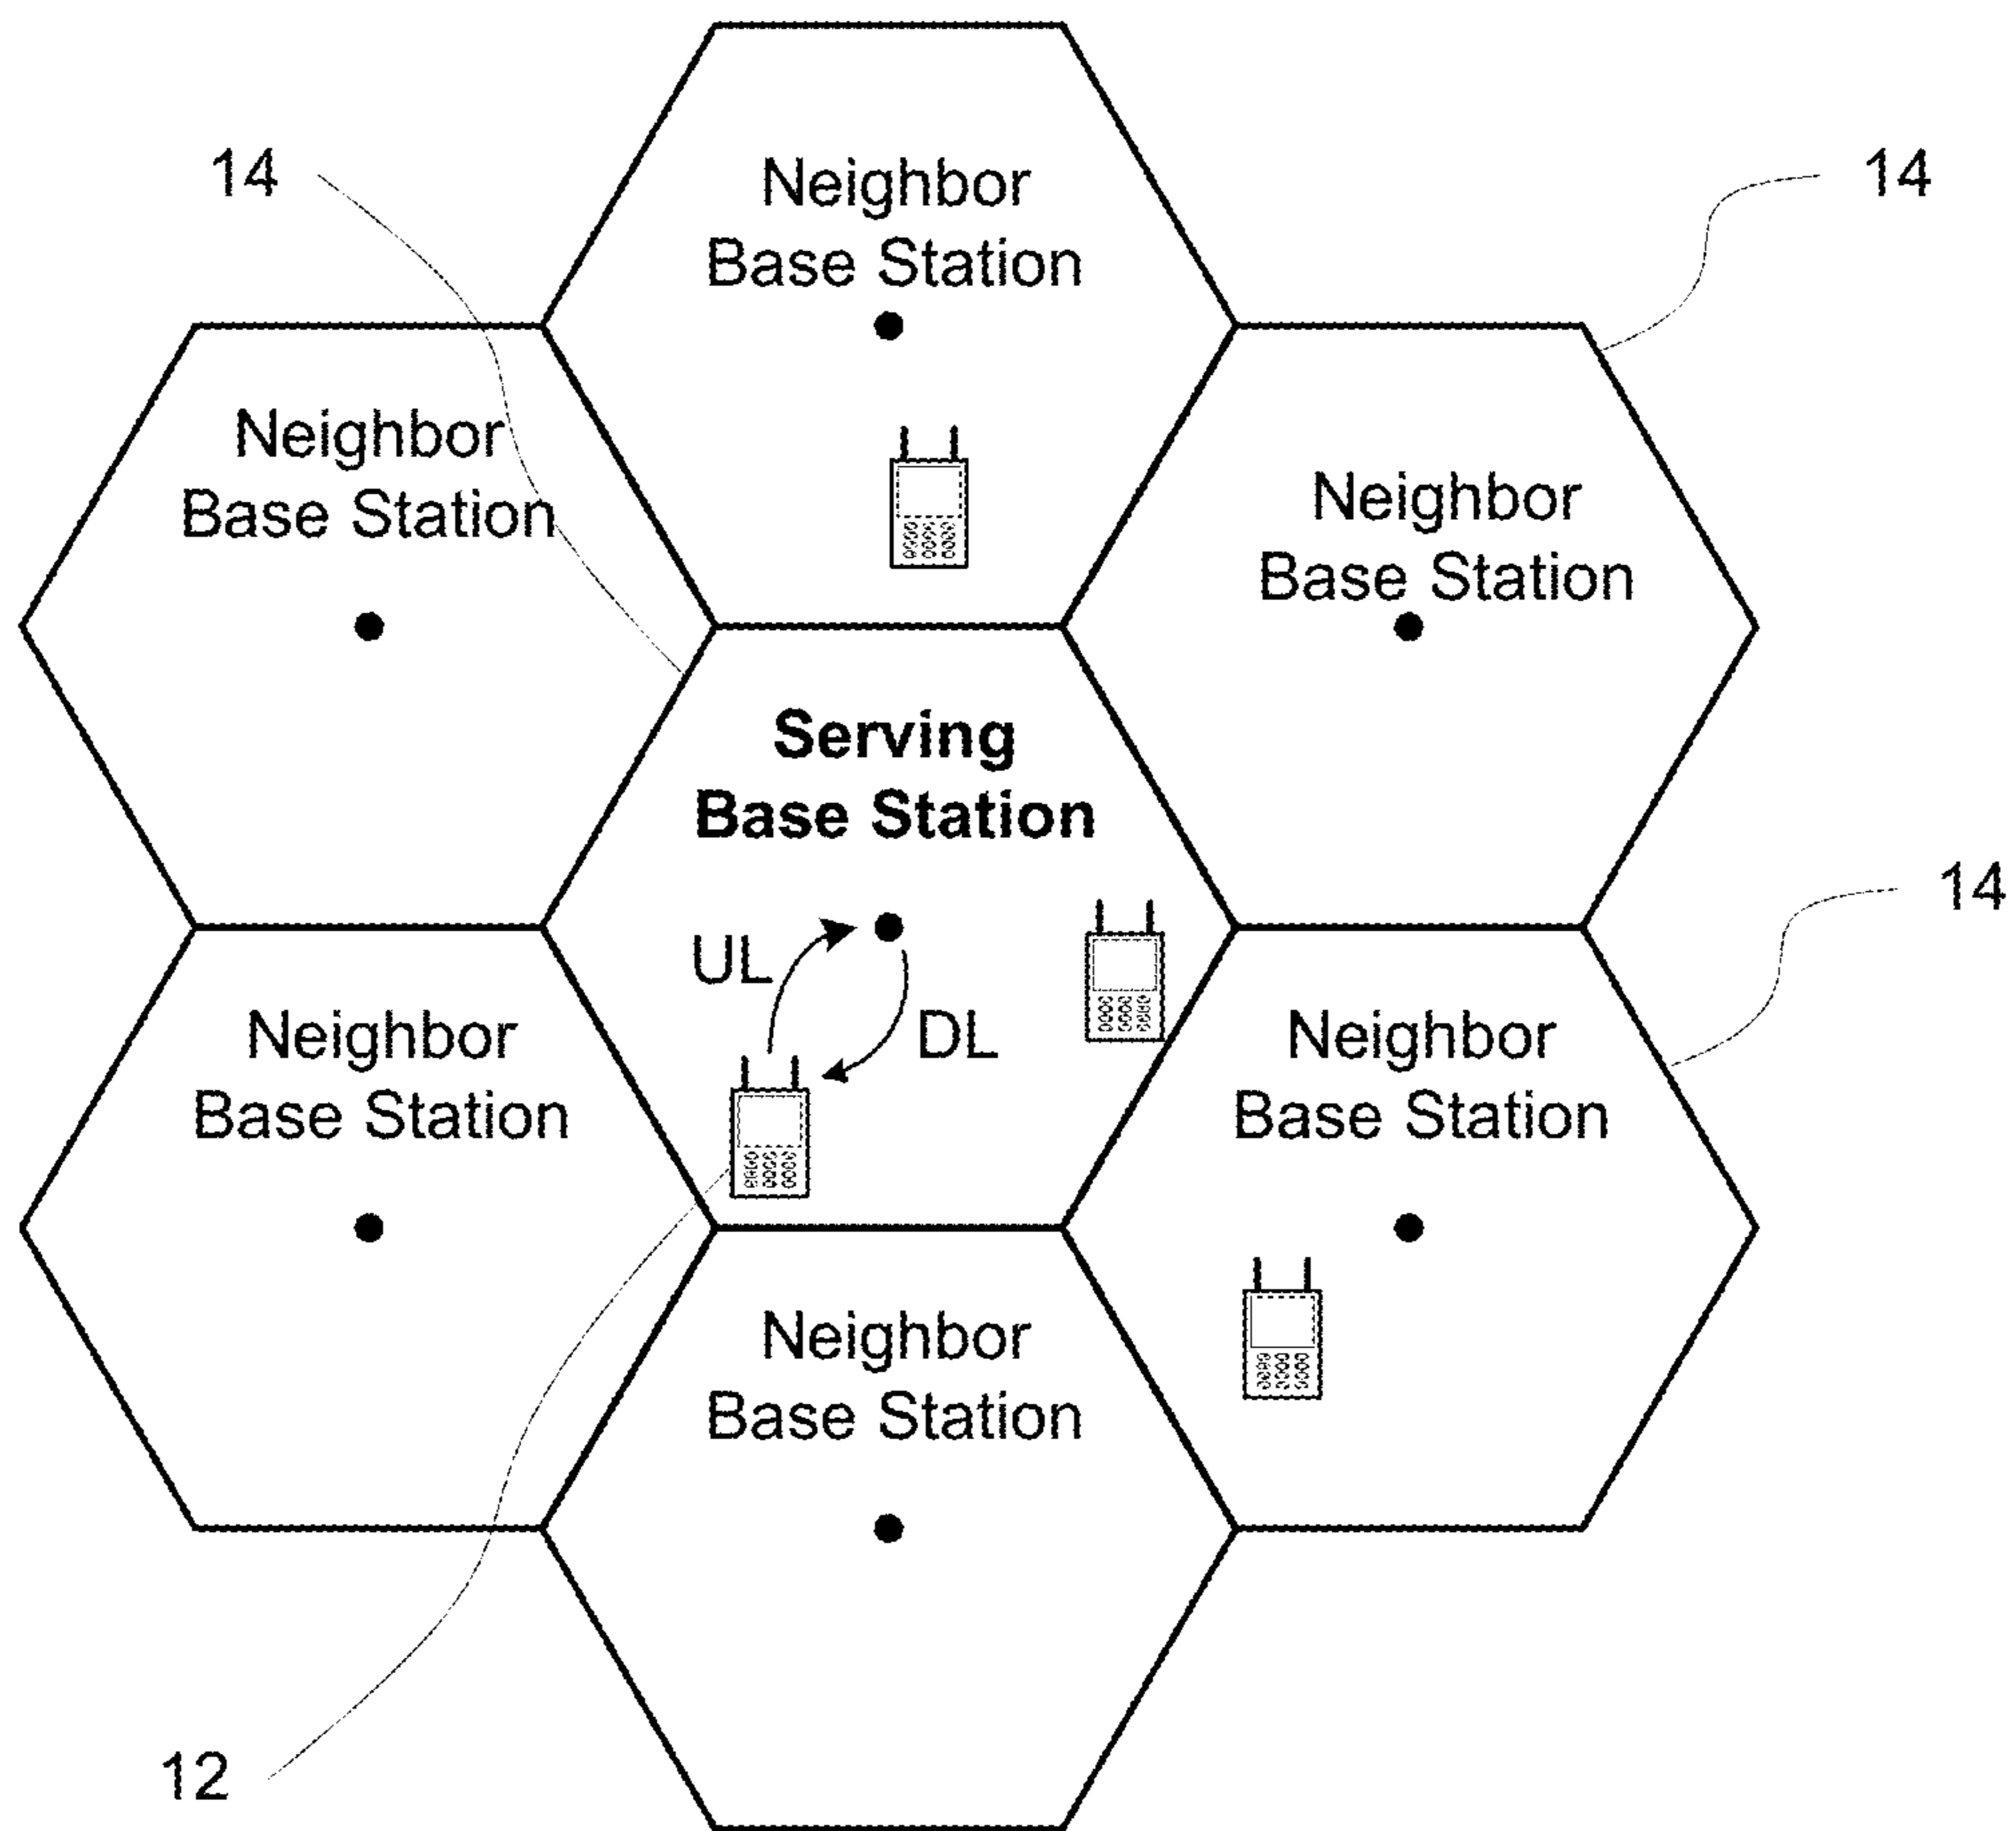 14
14
Neighbor
Base Station
Neighbor
Base Station
Neighbor
Base Station
Serving
Base Station
14
UL
DL
Neighbor
Base Station
Neighbor
Base Station
Neighbor
Base Station
12